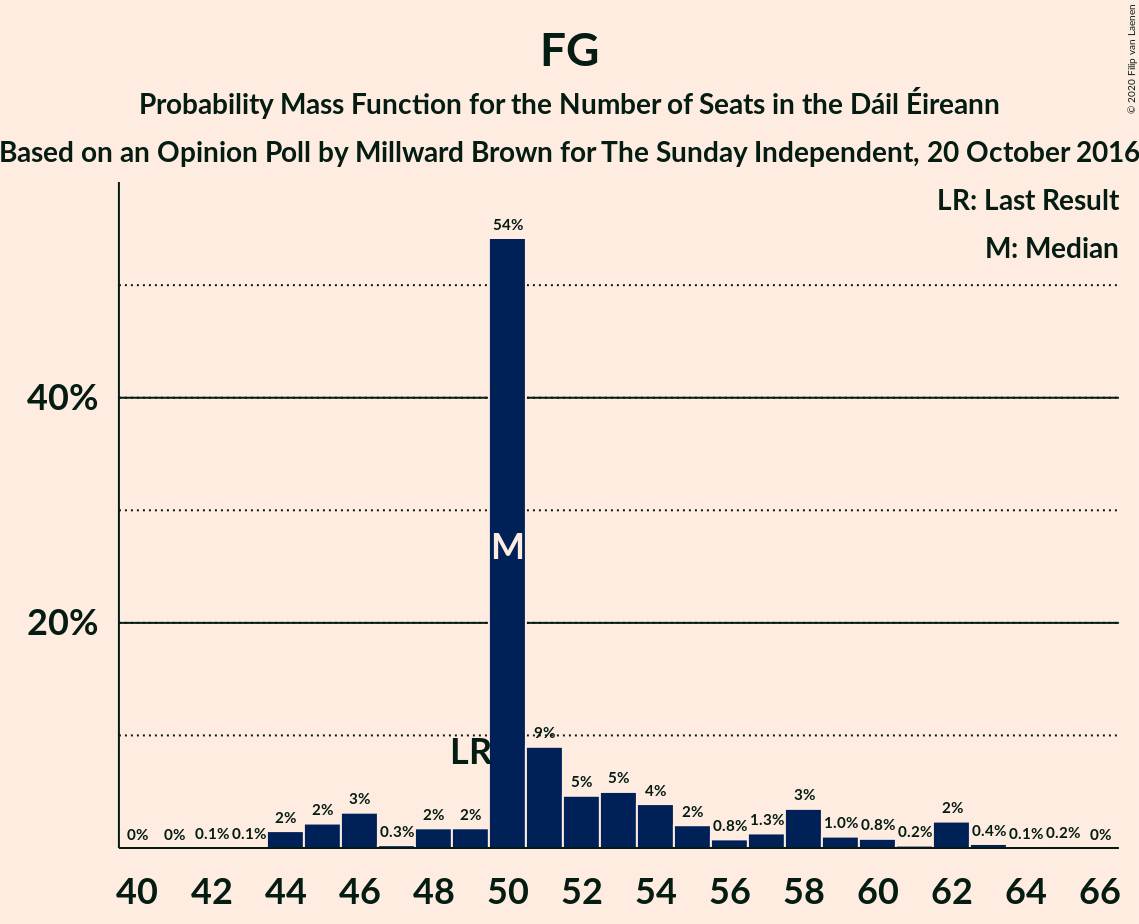 FG
Probability Mass Function for the Number of Seats in the Dáil Éireann
Based on an Opinion Poll by Millward Brown for The Sunday Independent, 20 October 2016
© 2020 Filip van Laenen
LR: Last Result
M: Median
54%
40%
M
20%
LR
9%
0% 0% 0.1% 0.1% 2% 2% 3% 0.3% 2% 2% 5% 5% 4% 2% 0.8% 1.3% 3% 1.0% 0.8% 0.2% 2% 0.4% 0.1% 0.2% 0%
40 42 44 46 48 50 52 54 56 58 60 62 64 66